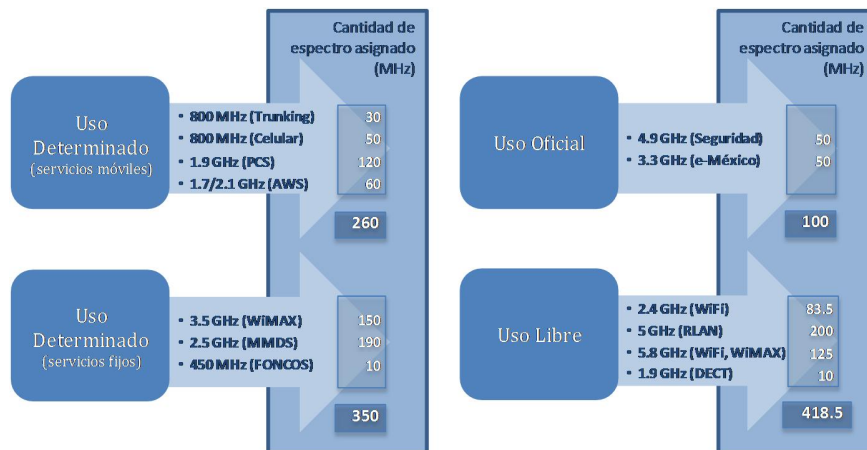 Cantidad de
espectro asignado
(MHz)
Uso
Determinado
(servicios móviles)
• 800 MHz (Trunking) 30
• 800 MHz (Celular) 50
• 1.9 GHz (PCS) 120
• 1.7/2.1 GHz (AWS) 60
260
Uso
Determinado
(servicios fijos)
• 3.5 GHz (WiMAX) 150
• 2.5 GHz (MMDS) 190
• 450 MHz (FONCOS) 10
350
Cantidad de
espectro asignado
(MHz)
Uso Oficial
• 4.9 GHz (Seguridad) 50
• 3.3 GHz (e-México) 50
100
Uso Libre
• 2.4 GHz (WiFi) 83.5
• 5 GHz (RLAN) 200
• 5.8 GHz (WiFi, WiMAX) 125
• 1.9 GHz (DECT) 10
418.5